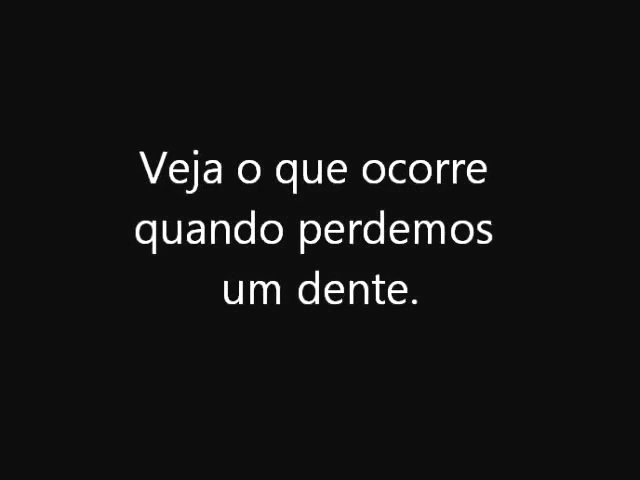 Veja o que ocorre
quando perdemos
um dente.